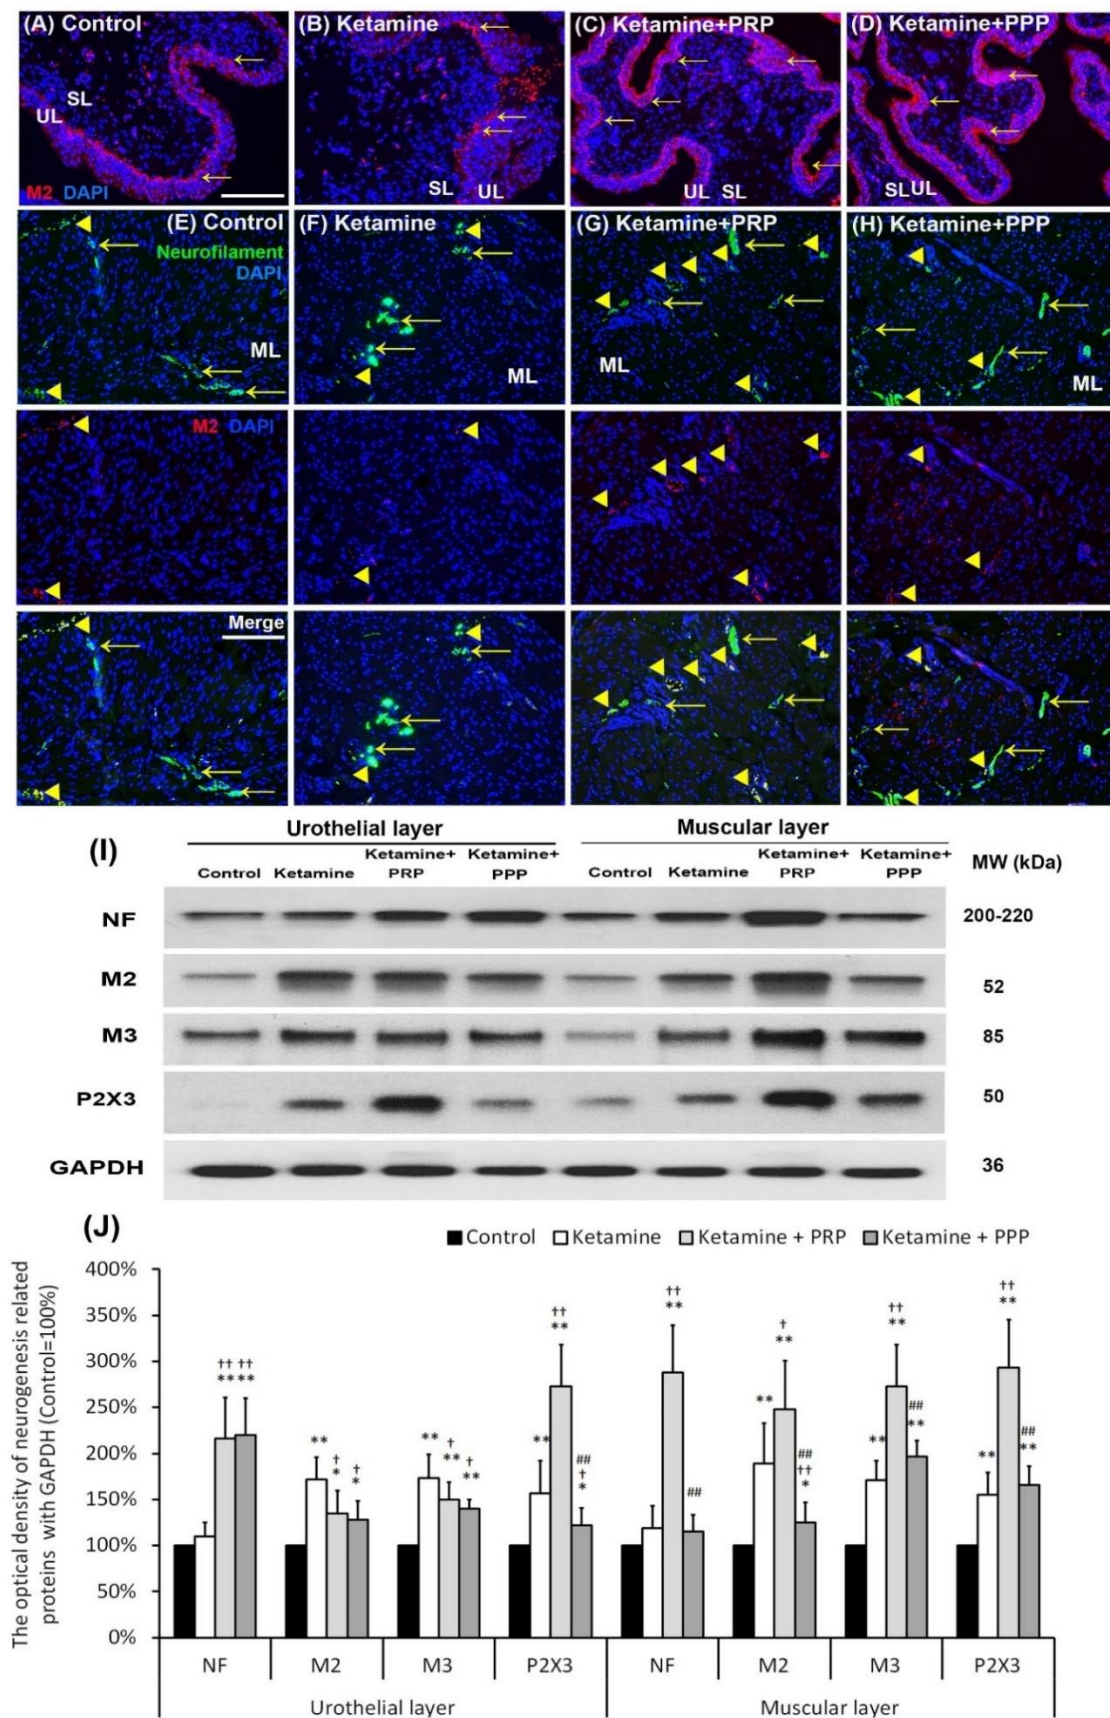 (A) Control
(B) Ketamine
(C) Ketamine+PRP
(D) Ketamine+PPP
SL
UL
M2 DAPI
SL UL
UL SL
SL UL
(E) Control
Neurofilament
DAPI
ML
(F) Ketamine
ML
(G) Ketamine+PRP
ML
(H) Ketamine+PPP
ML
M2 DAPI
Merge
(I)
Urothelial layer
Muscular layer
Control
Ketamine
Ketamine+
PRP
Ketamine+
PPP
Control
Ketamine
Ketamine+
PRP
Ketamine+
PPP
MW (kDa)
NF
200-220
M2
52
M3
85
P2X3
50
GAPDH
36
(J)
Control Ketamine Ketamine + PRP Ketamine + PPP
The optical density of neurogenesis related
proteins with GAPDH (Control=100%)
400%
350%
300%
250%
200%
150%
100%
50%
0%
††
**
††
**
**
†
*
†
*
**
†
**
†
**
**
††
**
##
†
*
††
**
##
**
†
**
##
††
*
**
††
**
##
**
**
††
**
##
**
NF M2 M3 P2X3 NF M2 M3 P2X3
Urothelial layer Muscular layer